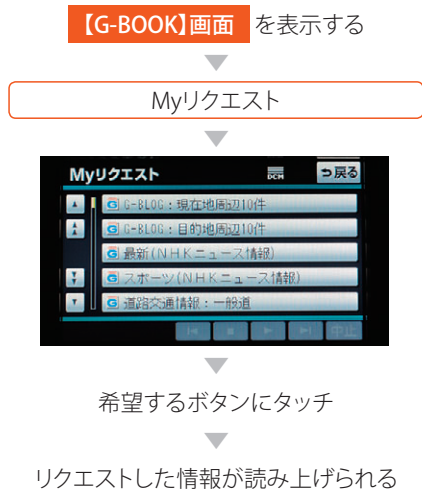 【G-BOOK】画面 を表示する
Myリクエスト
Myリクエスト DCM 戻る
G-BLOG：現在地周辺10件
G-BLOG：目的地周辺10件
最新(NHKニュース情報)
スポーツ(NHKニュース情報)
道路交通情報：一般道
中止
希望するボタンにタッチ
リクエストした情報が読み上げられる